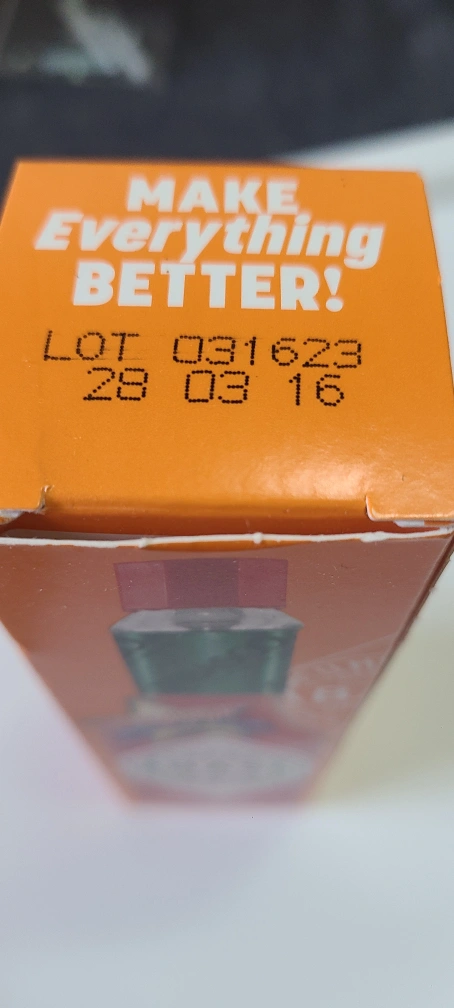 MAKE
Everything
BETTER!
LOT 031623
28 03 16